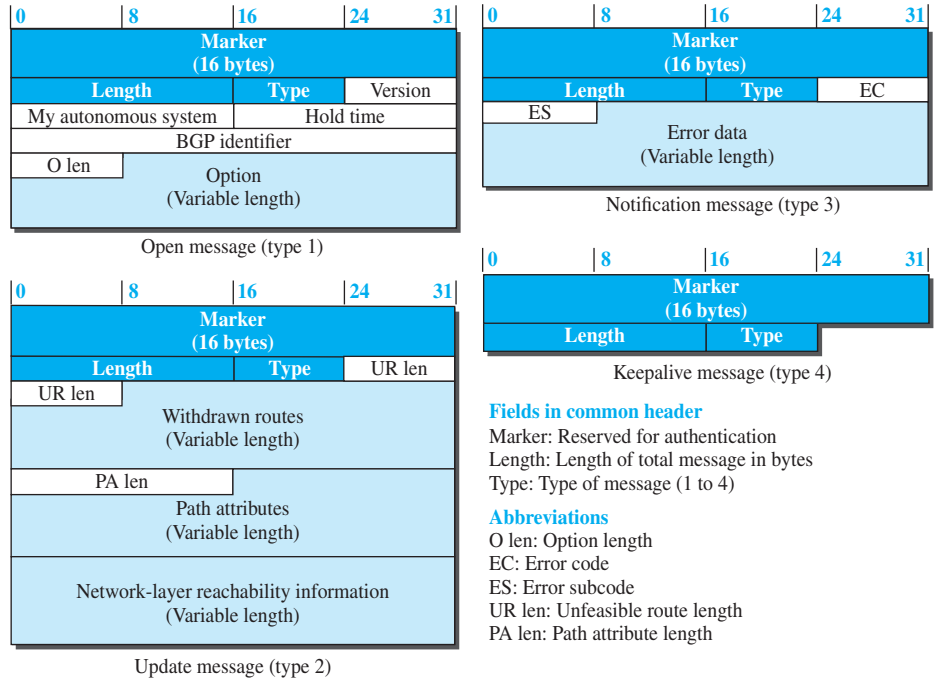 0 8 16 24 31
Marker
(16 bytes)
Length Type Version
My autonomous system Hold time
BGP identifier
O len
Option
(Variable length)
Open message (type 1)
0 8 16 24 31
Marker
(16 bytes)
Length Type UR len
UR len
Withdrawn routes
(Variable length)
PA len
Path attributes
(Variable length)
Network-layer reachability information
(Variable length)
Update message (type 2)
0 8 16 24 31
Marker
(16 bytes)
Length Type EC
ES
Error data
(Variable length)
Notification message (type 3)
0 8 16 24 31
Marker
(16 bytes)
Length Type
Keepalive message (type 4)
Fields in common header
Marker: Reserved for authentication
Length: Length of total message in bytes
Type: Type of message (1 to 4)
Abbreviations
O len: Option length
EC: Error code
ES: Error subcode
UR len: Unfeasible route length
PA len: Path attribute length